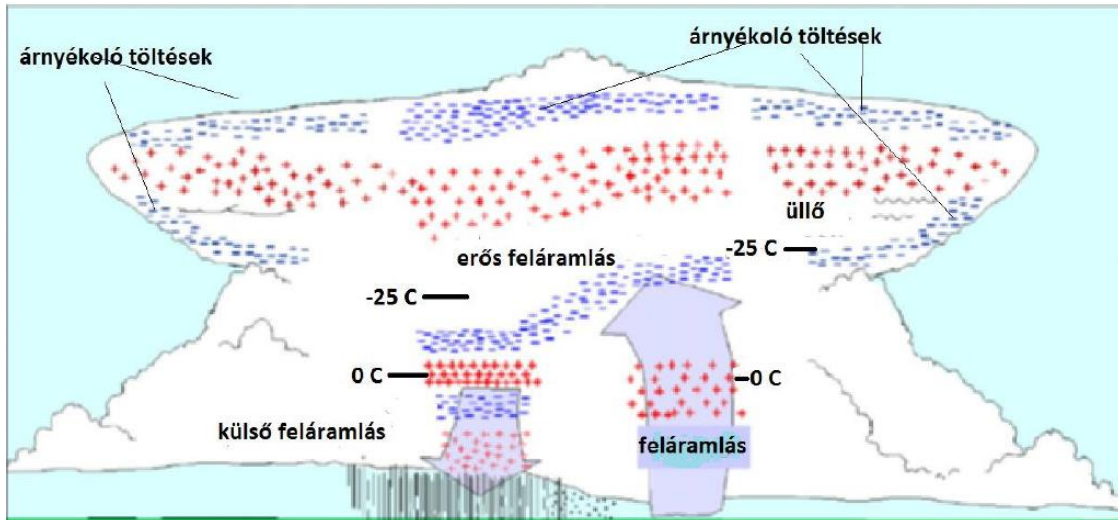 árnyékoló töltések
árnyékoló töltések
üllő
erős feláramlás
-25 C
-25 C
0 C
0 C
külső feláramlás
feláramlás